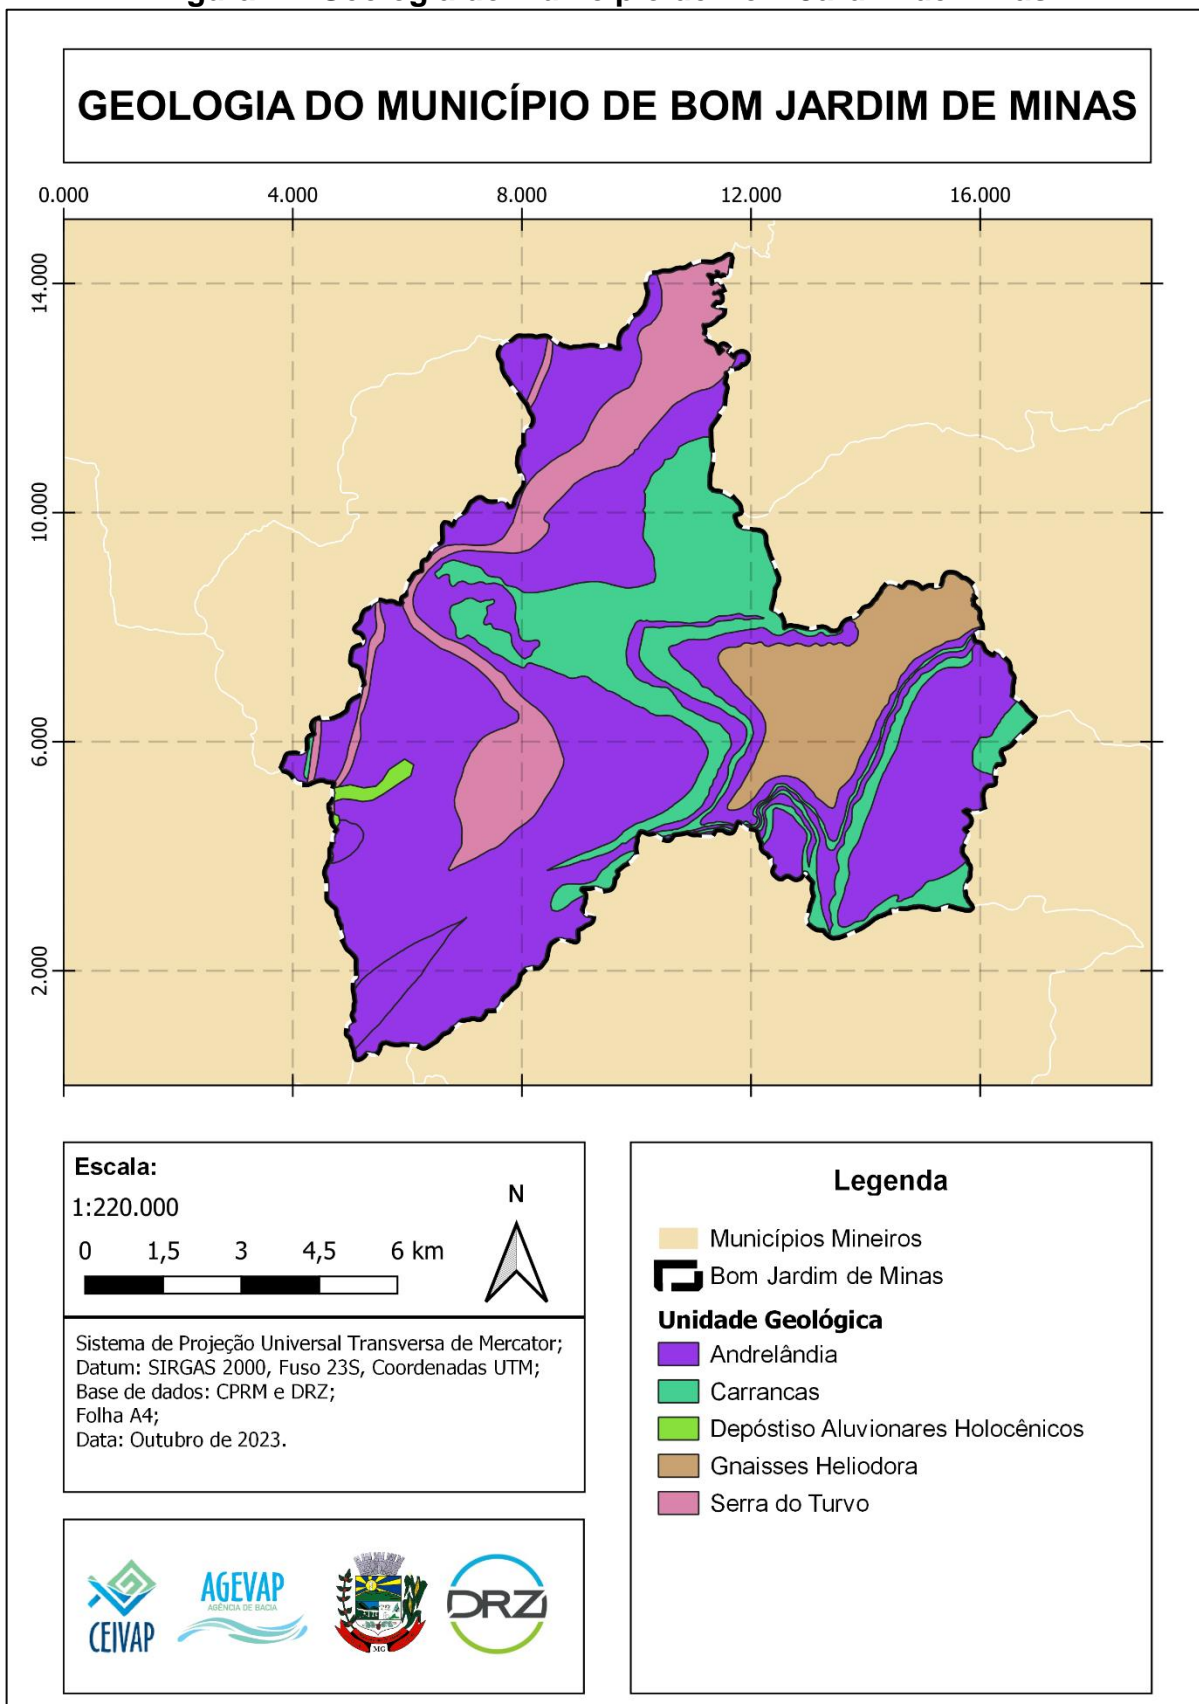 GEOLOGIA DO MUNICÍPIO DE BOM JARDIM DE MINAS
0.000 4.000 8.000 12.000 16.000
14.000
10.000
6.000
2.000
Escala:
1:220.000
0 1,5 3 4,5 6 km
N
Sistema de Projeção Universal Transversa de Mercator;
Datum: SIRGAS 2000, Fuso 23S, Coordenadas UTM;
Base de dados: CPRM e DRZ;
Folha A4;
Data: Outubro de 2023.
Legenda
Municípios Mineiros
Bom Jardim de Minas
Unidade Geológica
Andrelândia
Carrancas
Depóstiso Aluvionares Holocênicos
Gnaisses Heliodora
Serra do Turvo
CEIVAP
AGEVAP
AGÊNCIA DE BACIA
MG
DRZ